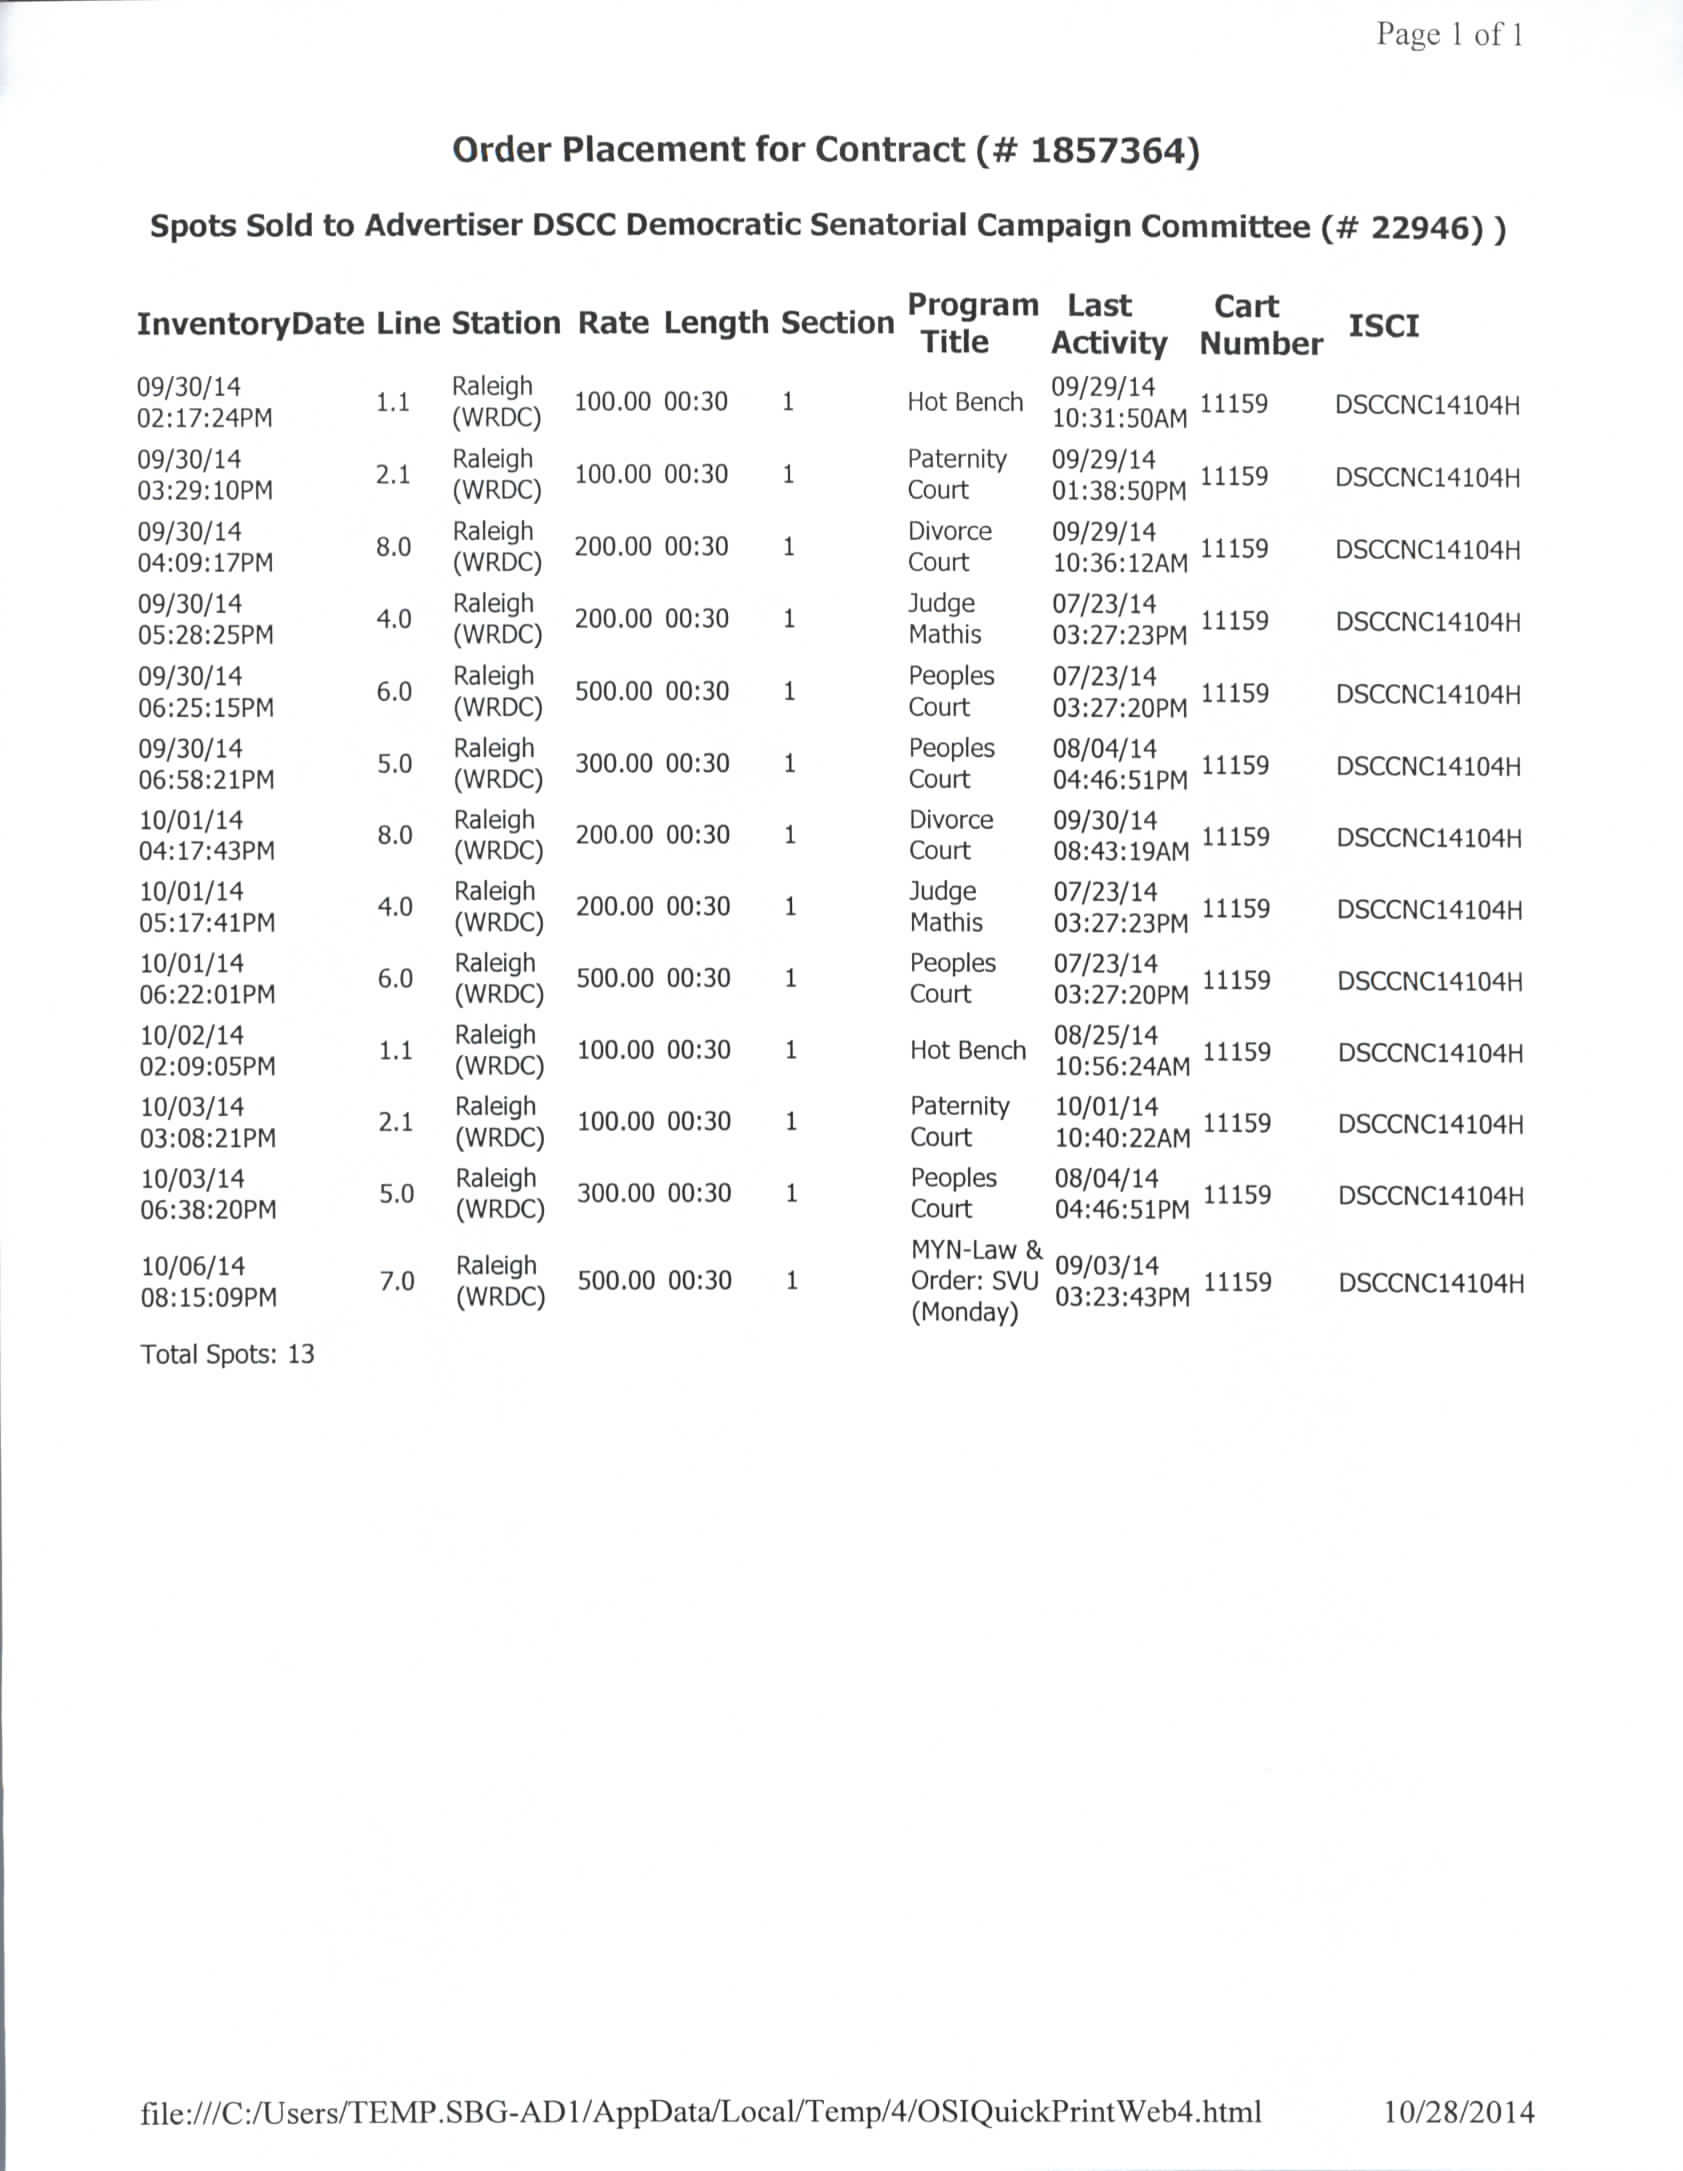 Page 1 of 1
Order Placement for Contract (# 1857364)
Spots Sold to Advertiser DSCC Democratic Senatorial Campaign Committee (# 22946) )
InventoryDate Line Station Rate Length Section Program Title Last Activity Cart Number ISCI
09/30/14 02:17:24PM 1.1 Raleigh (WRDC) 100.00 00:30 1 Hot Bench 09/29/14 10:31:50AM 11159 DSCCNC14104H
09/30/14 03:29:10PM 2.1 Raleigh (WRDC) 100.00 00:30 1 Paternity Court 09/29/14 01:38:50PM 11159 DSCCNC14104H
09/30/14 04:09:17PM 8.0 Raleigh (WRDC) 200.00 00:30 1 Divorce Court 09/29/14 10:36:12AM 11159 DSCCNC14104H
09/30/14 05:28:25PM 4.0 Raleigh (WRDC) 200.00 00:30 1 Judge Mathis 07/23/14 03:27:23PM 11159 DSCCNC14104H
09/30/14 06:25:15PM 6.0 Raleigh (WRDC) 500.00 00:30 1 Peoples Court 07/23/14 03:27:20PM 11159 DSCCNC14104H
09/30/14 06:58:21PM 5.0 Raleigh (WRDC) 300.00 00:30 1 Peoples Court 08/04/14 04:46:51PM 11159 DSCCNC14104H
10/01/14 04:17:43PM 8.0 Raleigh (WRDC) 200.00 00:30 1 Divorce Court 09/30/14 08:43:19AM 11159 DSCCNC14104H
10/01/14 05:17:41PM 4.0 Raleigh (WRDC) 200.00 00:30 1 Judge Mathis 07/23/14 03:27:23PM 11159 DSCCNC14104H
10/01/14 06:22:01PM 6.0 Raleigh (WRDC) 500.00 00:30 1 Peoples Court 07/23/14 03:27:20PM 11159 DSCCNC14104H
10/02/14 02:09:05PM 1.1 Raleigh (WRDC) 100.00 00:30 1 Hot Bench 08/25/14 10:56:24AM 11159 DSCCNC14104H
10/03/14 03:08:21PM 2.1 Raleigh (WRDC) 100.00 00:30 1 Paternity Court 10/01/14 10:40:22AM 11159 DSCCNC14104H
10/03/14 06:38:20PM 5.0 Raleigh (WRDC) 300.00 00:30 1 Peoples Court 08/04/14 04:46:51PM 11159 DSCCNC14104H
10/06/14 08:15:09PM 7.0 Raleigh (WRDC) 500.00 00:30 1 MYN-Law & Order: SVU (Monday) 09/03/14 03:23:43PM 11159 DSCCNC14104H
Total Spots: 13
file:///C:/Users/TEMP.SBG-AD1/AppData/Local/Temp/4/OSIQuickPrintWeb4.html 10/28/2014